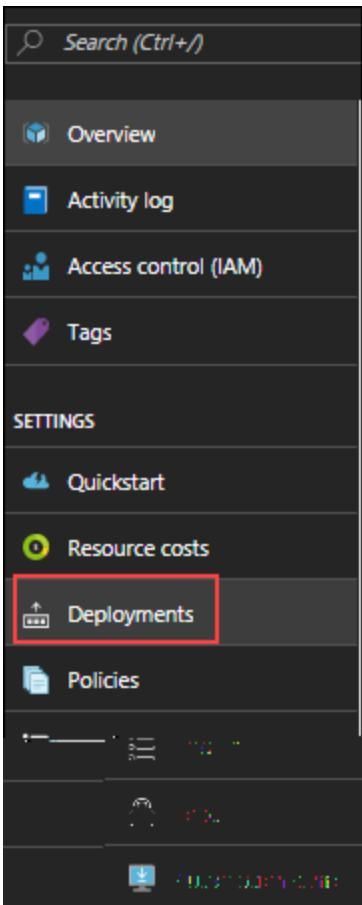 Search (Ctrl+/)
Overview
Activity log
Access control (IAM)
Tags
SETTINGS
Quickstart
Resource costs
Deployments
Policies